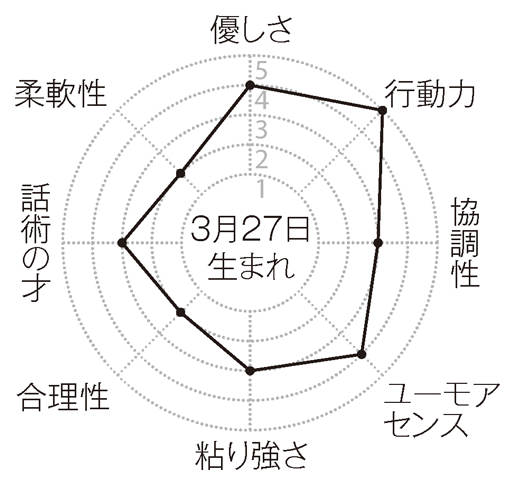 優しさ
5
4
3
2
1
行動力
柔軟性
話術の才
3月27日
生まれ
協調性
合理性
ユーモア
センス
粘り強さ